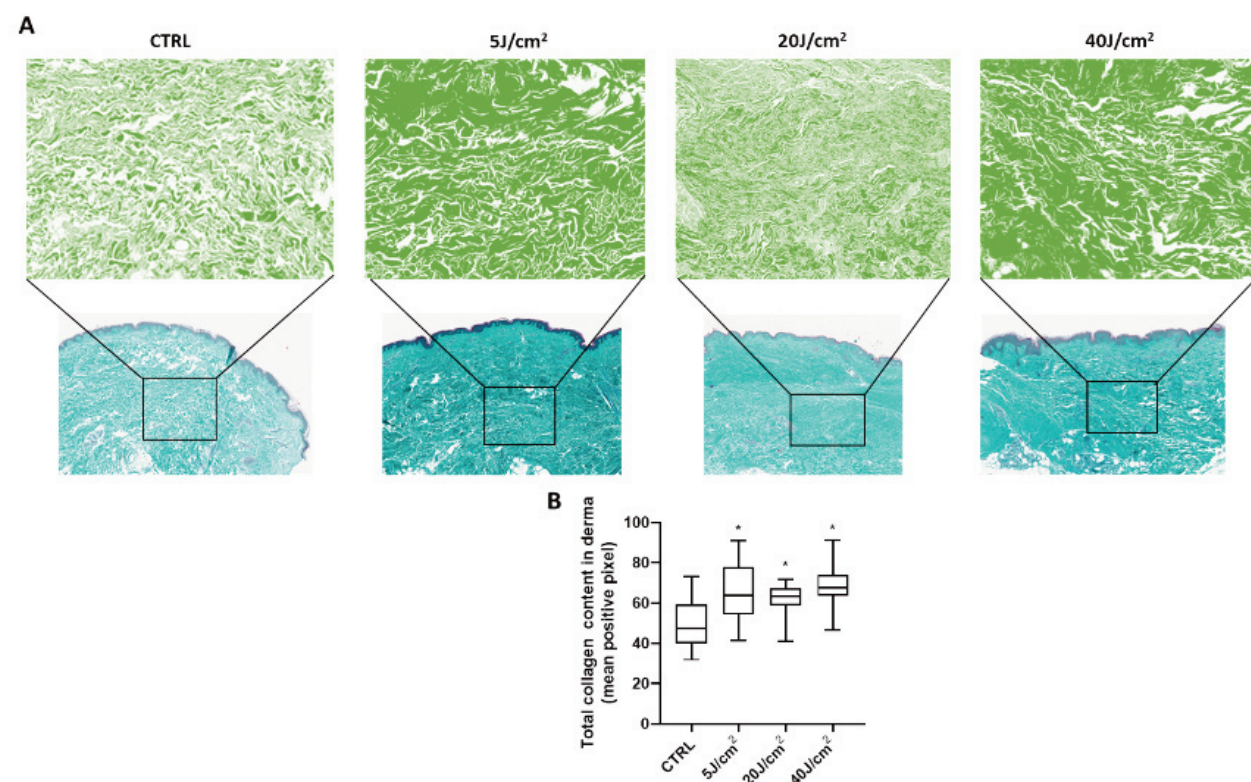 A
CTRL
5J/cm²
20J/cm²
40J/cm²
B
Total collagen content in derma
(mean positive pixel)
100
80
60
40
20
0
*
*
*
CTRL
5J/cm²
20J/cm²
40J/cm²